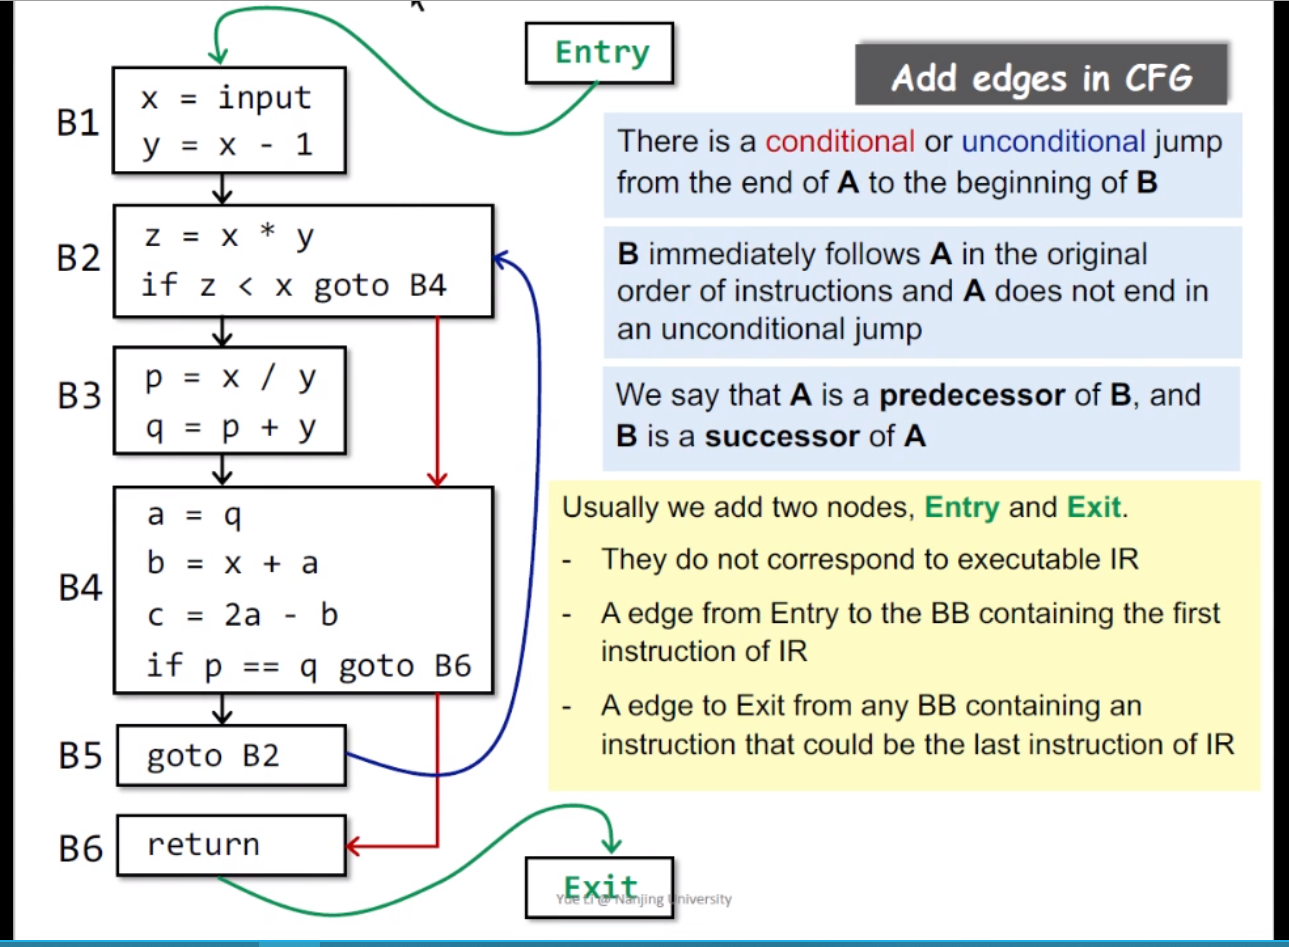 Entry
Add edges in CFG
B1
x = input
y = x - 1
There is a conditional or unconditional jump
from the end of A to the beginning of B
B2
z = x * y
if z < x goto B4
B immediately follows A in the original
order of instructions and A does not end in
an unconditional jump
B3
p = x / y
q = p + y
We say that A is a predecessor of B, and
B is a successor of A
B4
a = q
b = x + a
c = 2a - b
if p == q goto B6
Usually we add two nodes, Entry and Exit.
- They do not correspond to executable IR
- A edge from Entry to the BB containing the first
instruction of IR
- A edge to Exit from any BB containing an
instruction that could be the last instruction of IR
B5
goto B2
B6
return
Exit
Yue Li @ Nanjing University